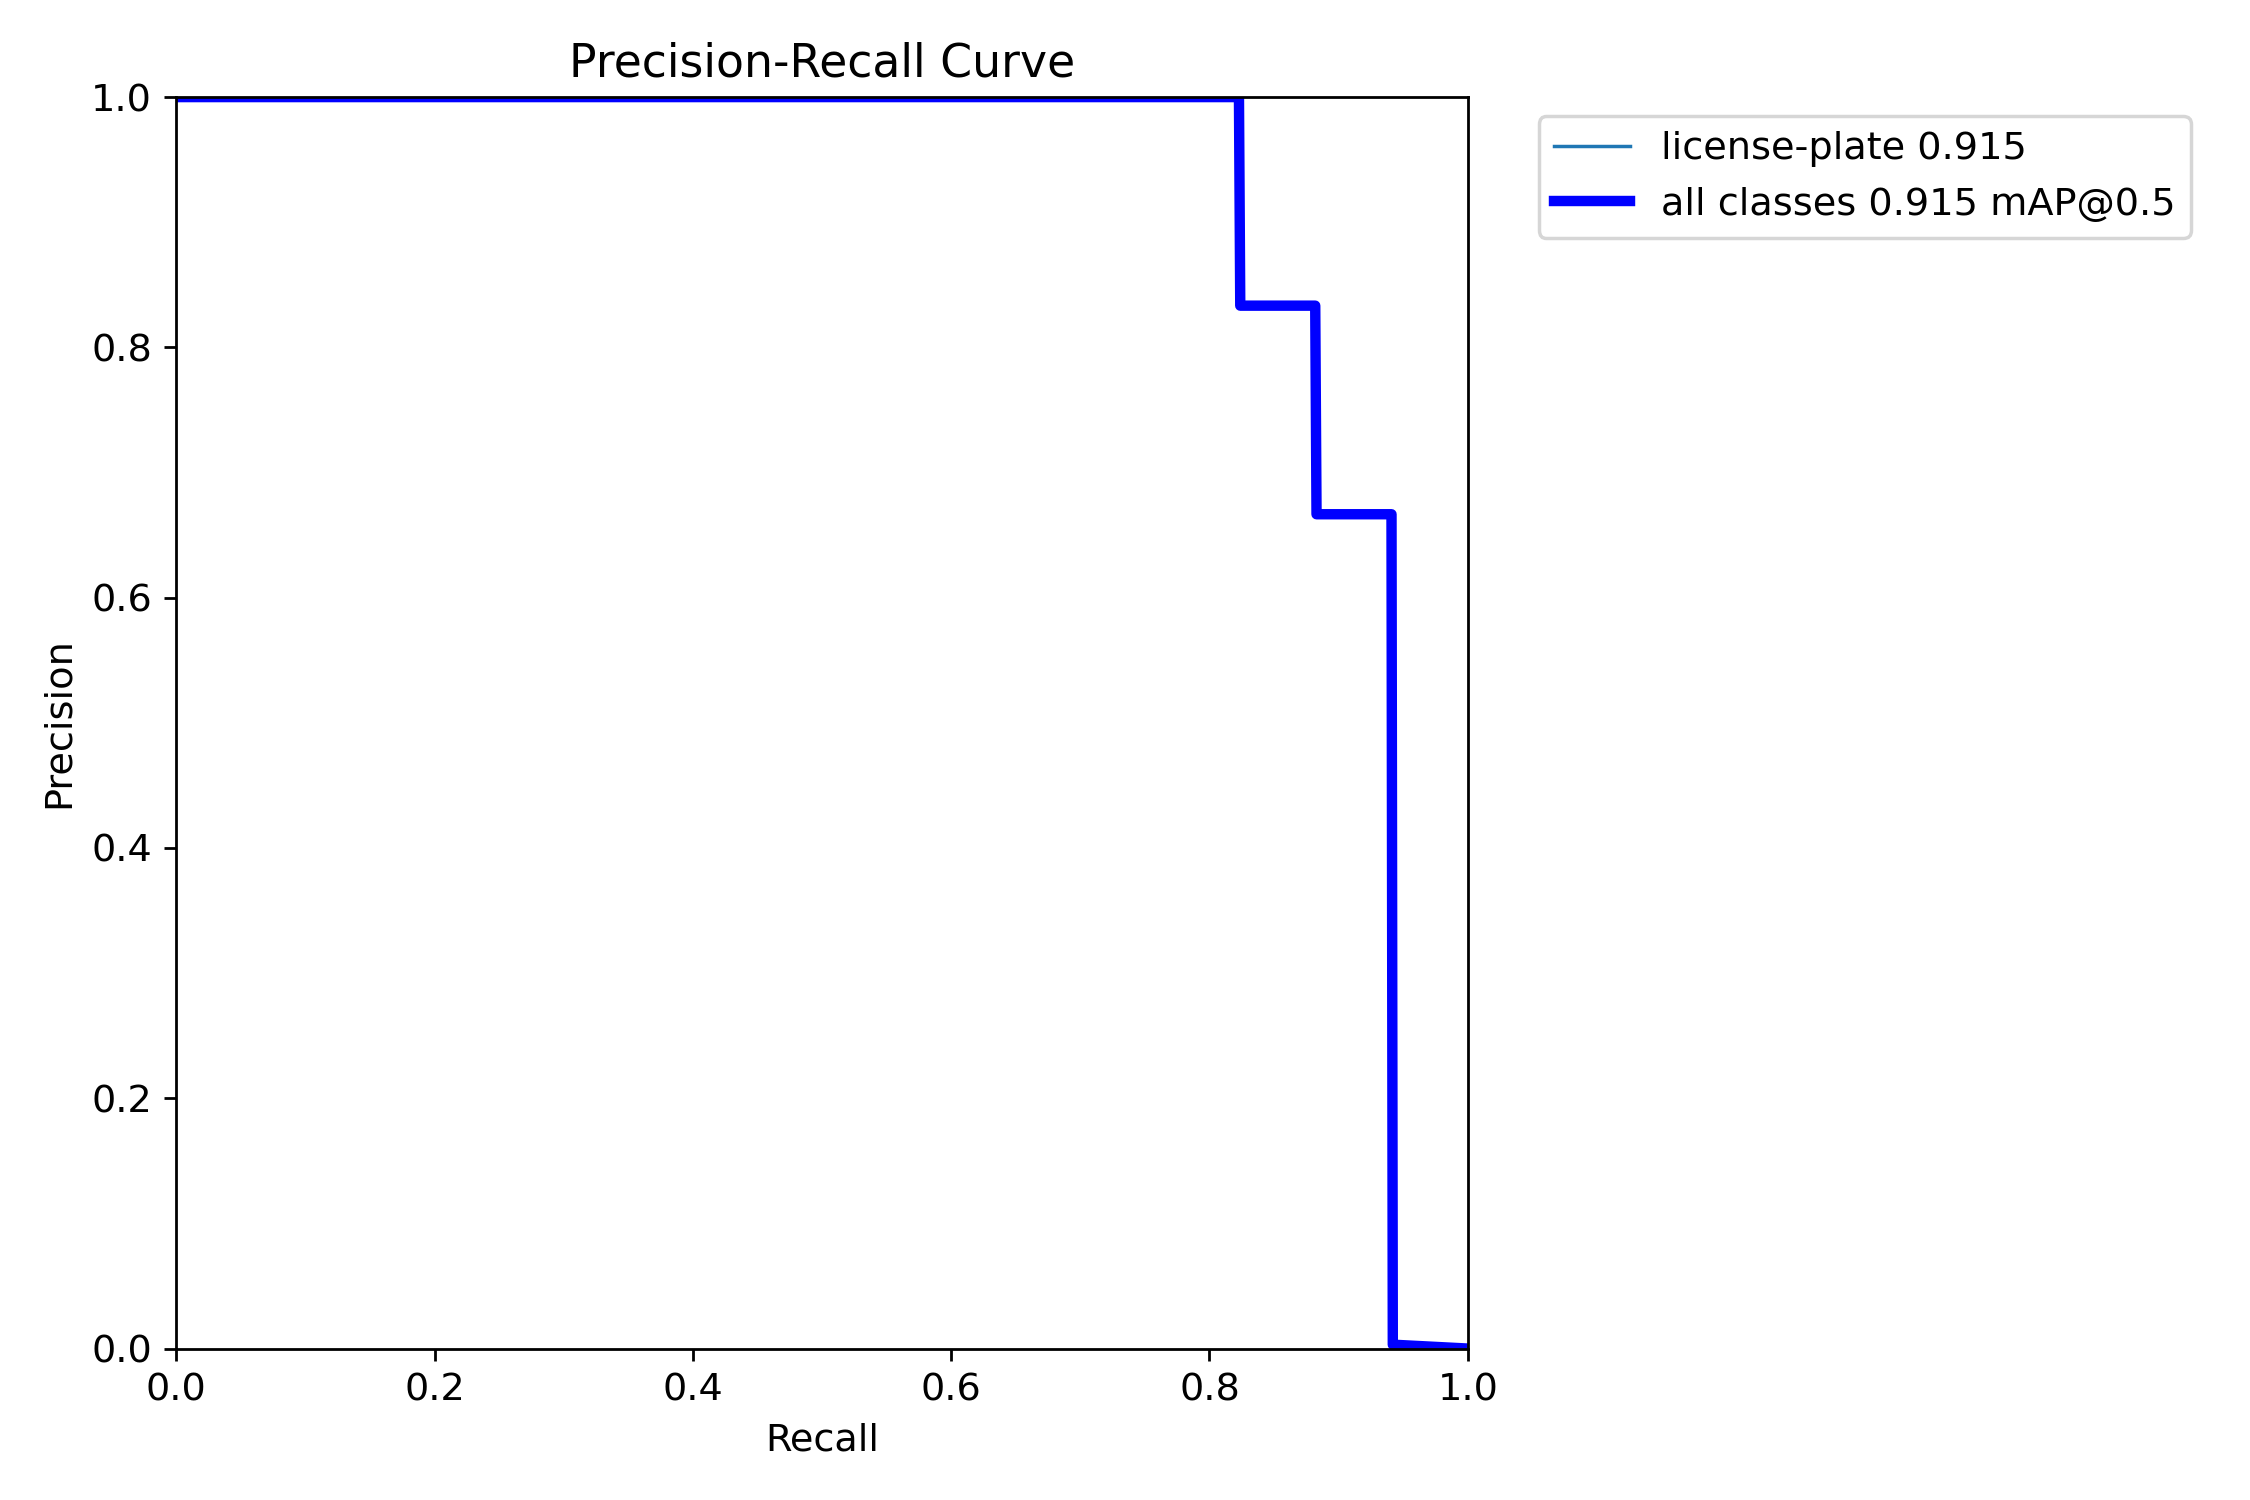 Precision-Recall Curve
1.0
0.8
0.6
0.4
0.2
0.0
Precision
0.0 0.2 0.4 0.6 0.8 1.0
Recall
license-plate 0.915
all classes 0.915 mAP@0.5